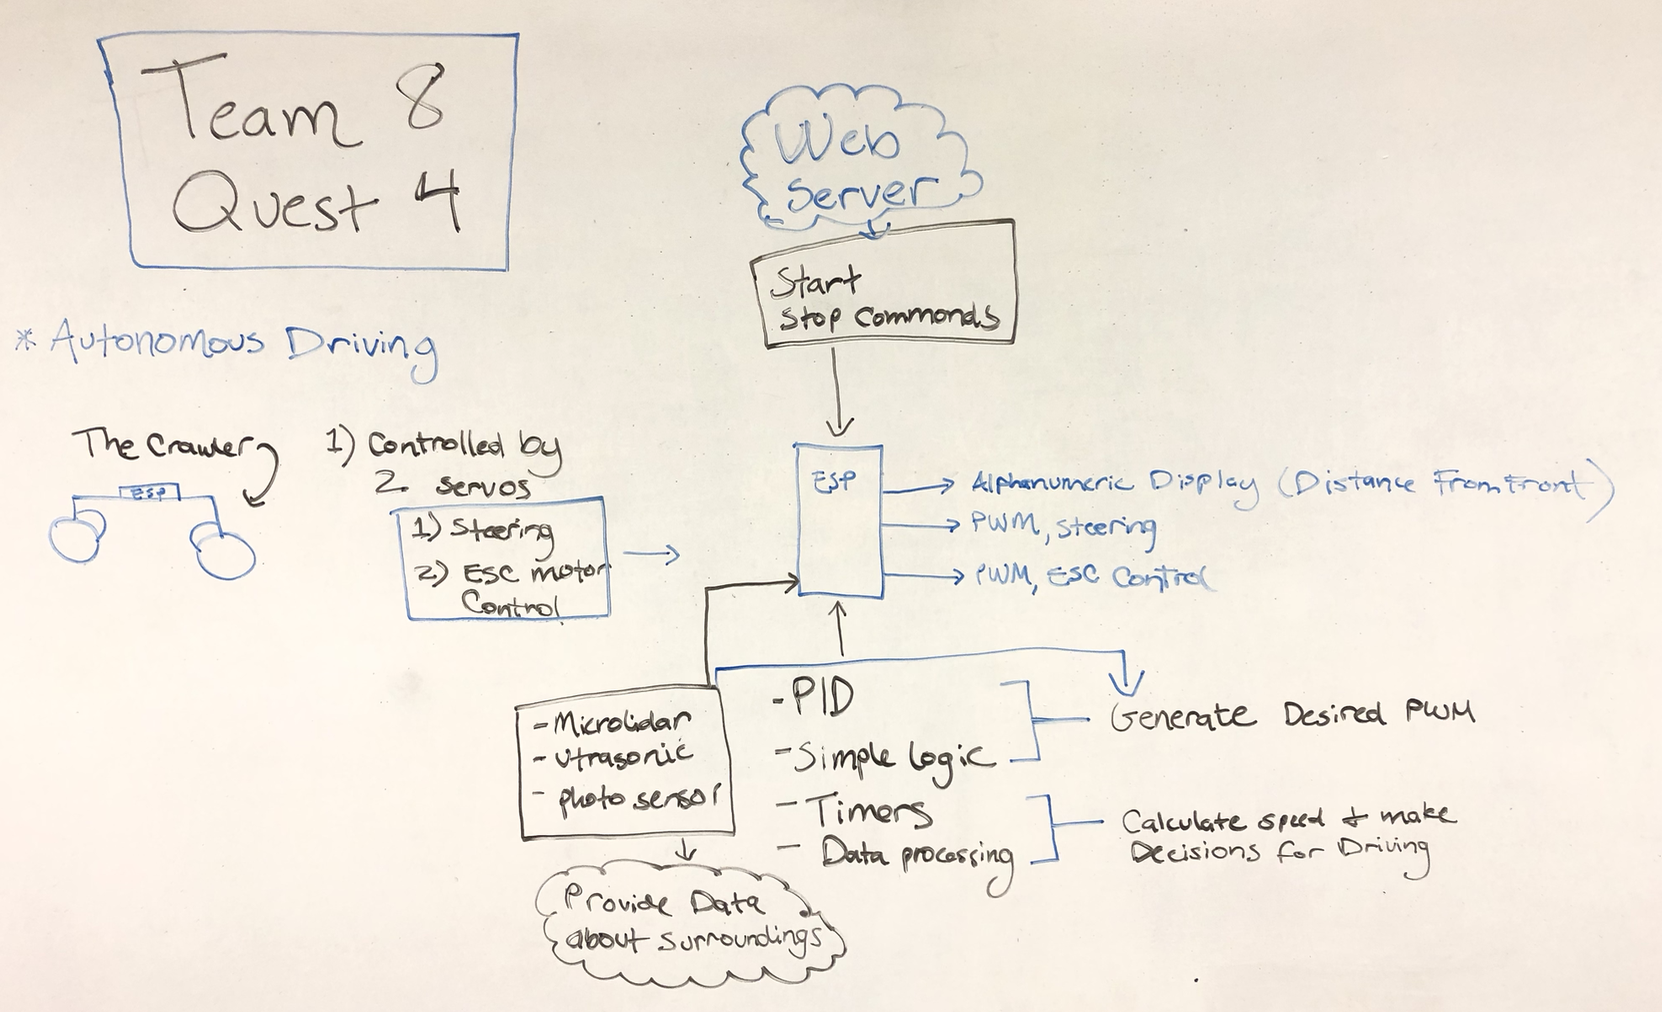 Team 8
Quest 4
Web
Server
Start
Stop Commands
* Autonomous Driving
The Crawler
ESP
1) Controlled by
2. servos
1) Steering
2) ESC motor
Control
ESP
Alphanumeric Display (Distance From Front)
PWM, Steering
PWM, ESC Control
- Microlidar
- utrasonic
- photo sensor
- PID
- Simple logic
- Timers
- Data processing
Generate Desired PWM
Calculate speed + make
Decisions for Driving
Provide Data
about surroundings